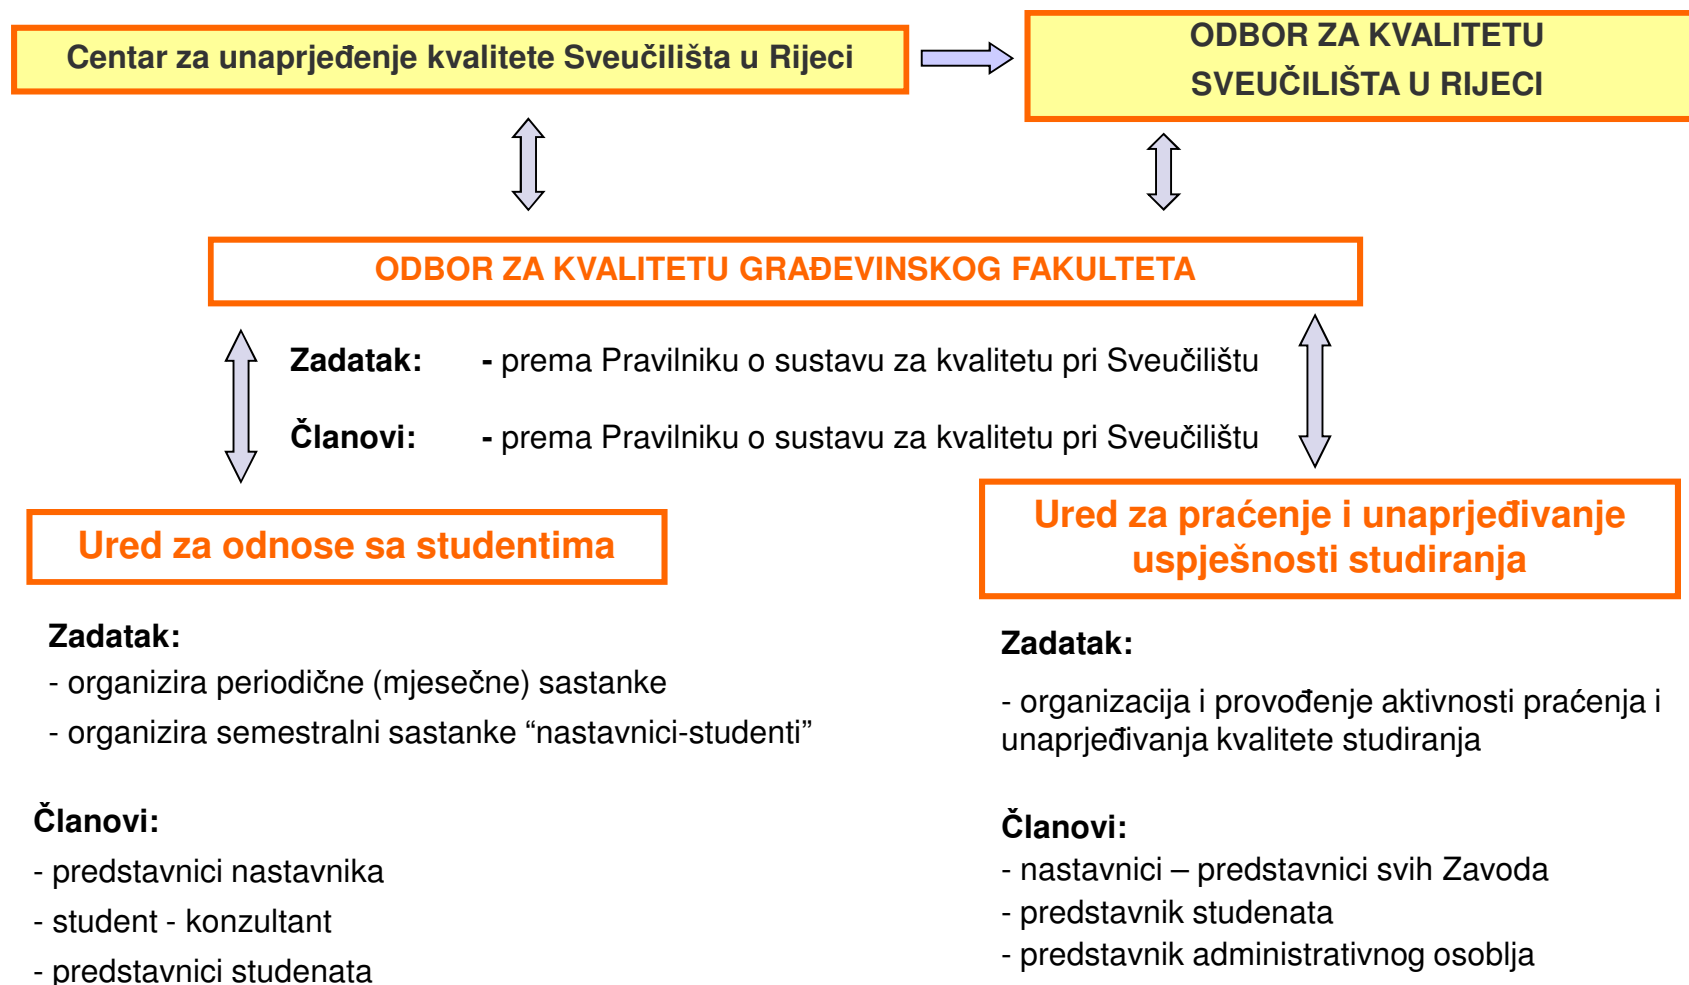 Centar za unaprjeđenje kvalitete Sveučilišta u Rijeci
ODBOR ZA KVALITETU
SVEUČILIŠTA U RIJECI
ODBOR ZA KVALITETU GRAĐEVINSKOG FAKULTETA
Zadatak: - prema Pravilniku o sustavu za kvalitetu pri Sveučilištu
Članovi: - prema Pravilniku o sustavu za kvalitetu pri Sveučilištu
Ured za odnose sa studentima
Zadatak:
- organizira periodične (mjesečne) sastanke
- organizira semestralni sastanke “nastavnici-studenti”
Članovi:
- predstavnici nastavnika
- student - konzultant
- predstavnici studenata
Ured za praćenje i unaprjeđivanje
uspješnosti studiranja
Zadatak:
- organizacija i provođenje aktivnosti praćenja i
unaprjeđivanja kvalitete studiranja
Članovi:
- nastavnici – predstavnici svih Zavoda
- predstavnik studenata
- predstavnik administrativnog osoblja